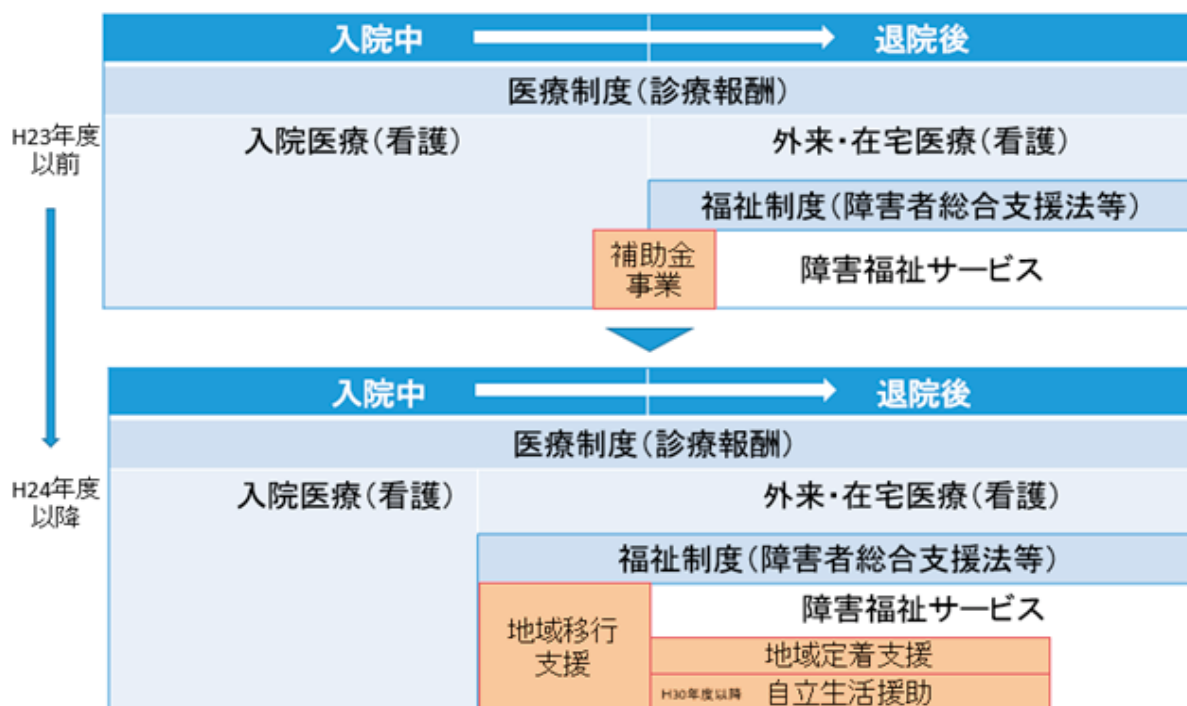 入院中 退院後
医療制度(診療報酬)
H23年度
以前
入院医療(看護) 外来・在宅医療(看護)
福祉制度(障害者総合支援法等)
補助金
事業
障害福祉サービス
入院中 退院後
医療制度(診療報酬)
H24年度
以降
入院医療(看護) 外来・在宅医療(看護)
福祉制度(障害者総合支援法等)
障害福祉サービス
地域移行
支援
地域定着支援
H30年度以降 自立生活援助